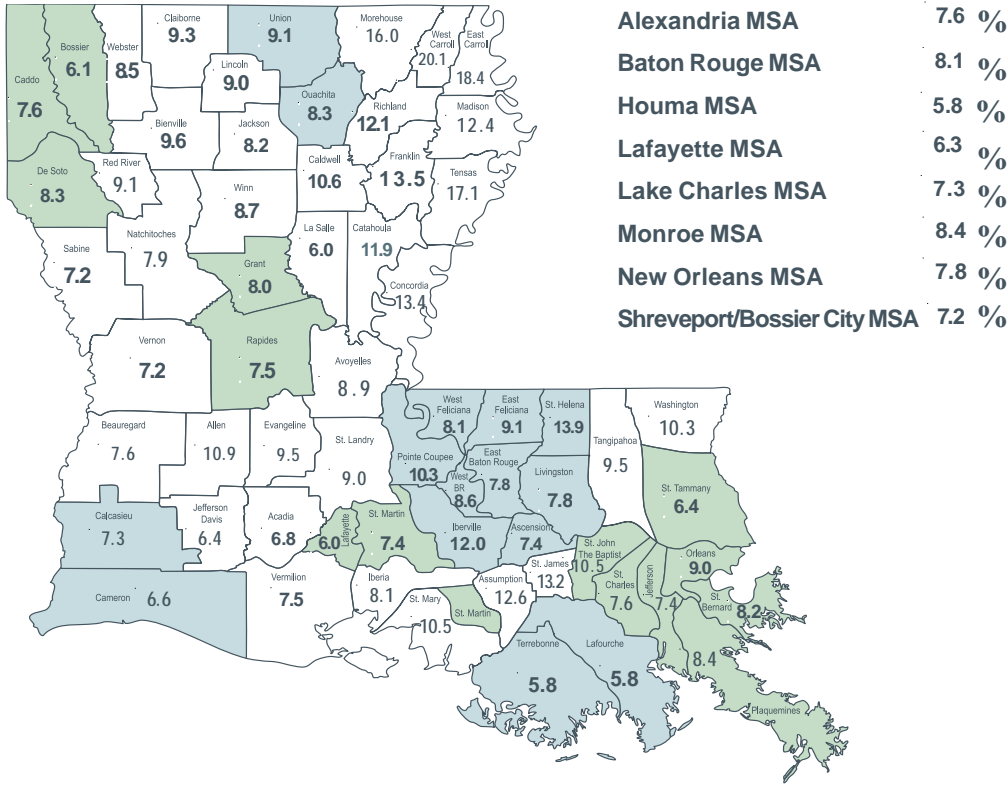 Alexandria MSA 7.6 %
Baton Rouge MSA 8.1 %
Houma MSA 5.8 %
Lafayette MSA 6.3 %
Lake Charles MSA 7.3 %
Monroe MSA 8.4 %
New Orleans MSA 7.8 %
Shreveport/Bossier City MSA 7.2 %
Caddo
7.6
Bossier
6.1
Webster
8.5
Claiborne
9.3
Union
9.1
Morehouse
16.0
West
Carroll
20.1
East
Carroll
18.4
Lincoln
9.0
Ouachita
8.3
Richland
12.1
Madison
12.4
Bienville
9.6
Jackson
8.2
De Soto
8.3
Red River
9.1
Winn
8.7
Caldwell
10.6
Franklin
13.5
Tensas
17.1
Natchitoches
7.9
Sabine
7.2
Grant
8.0
La Salle
6.0
Catahoula
11.9
Concordia
13.4
Vernon
7.2
Rapides
7.5
Avoyelles
8.9
Beauregard
7.6
Allen
10.9
Evangeline
9.5
St. Landry
9.0
Pointe Coupee
10.3
West
Feliciana
8.1
East
Feliciana
9.1
St. Helena
13.9
Tangipahoa
9.5
Washington
10.3
West
BR
8.6
East
Baton Rouge
7.8
Livingston
7.8
St. Tammany
6.4
Calcasieu
7.3
Jefferson
Davis
6.4
Acadia
6.8
Lafayette
6.0
St. Martin
7.4
Iberville
12.0
Ascension
7.4
St. John
The Baptist
10.5
Orleans
9.0
Cameron
6.6
Vermilion
7.5
Iberia
8.1
St. Mary
10.5
St. Martin
Assumption
12.6
St. James
13.2
St.
Charles
7.6
Jefferson
7.4
St.
Bernard
8.2
Terrebonne
5.8
Lafourche
5.8
8.4
Plaquemines